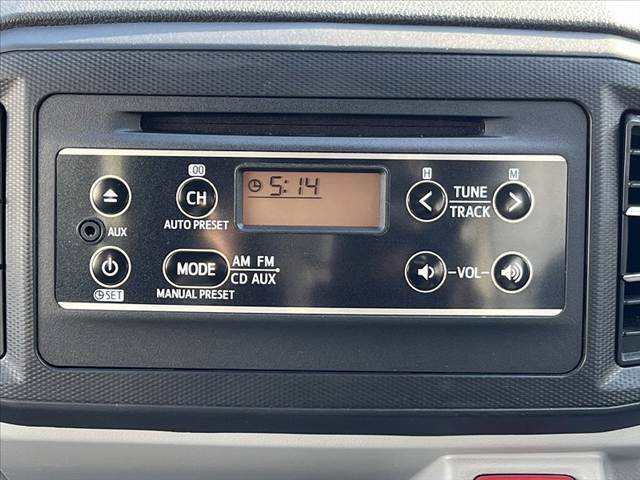 :00
H
M
5:14
CH
TUNE
TRACK
AUTO PRESET
AUX
MODE
AM FM
CD AUX
VOL
SET
MANUAL PRESET